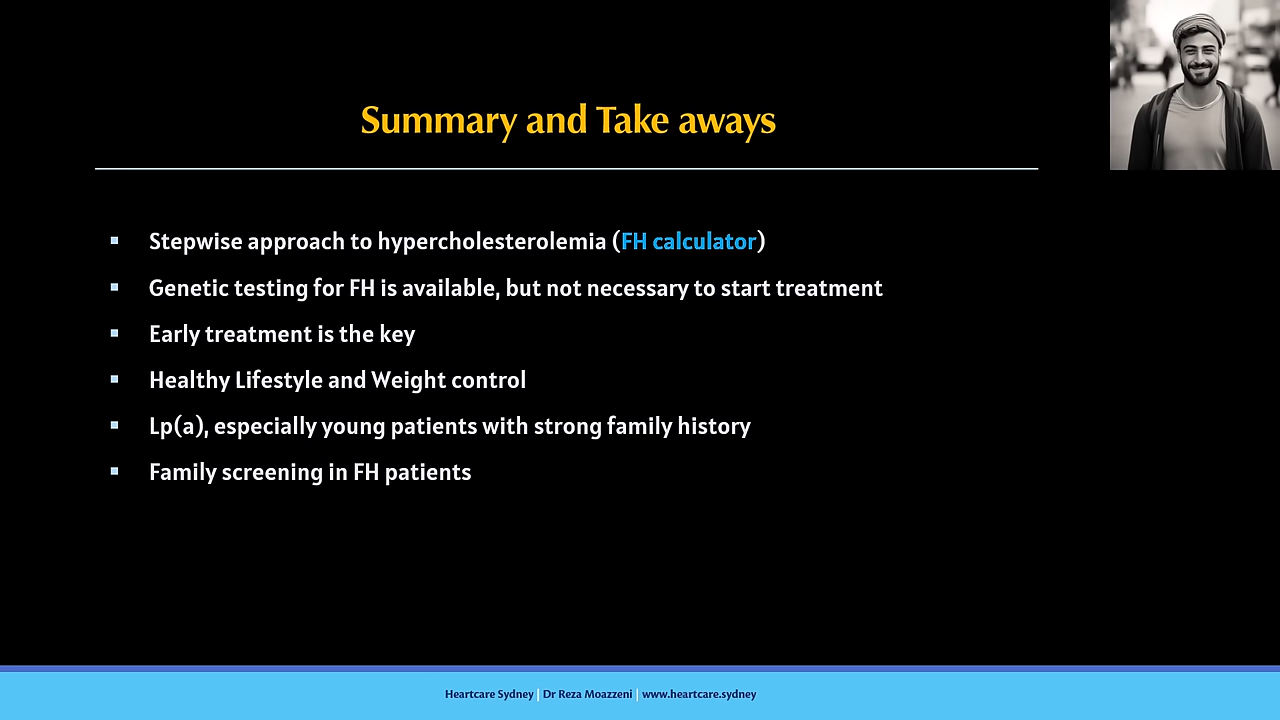 Summary and Take aways
Stepwise approach to hypercholesterolemia (FH calculator)
Genetic testing for FH is available, but not necessary to start treatment
Early treatment is the key
Healthy Lifestyle and Weight control
Lp(a), especially young patients with strong family history
Family screening in FH patients
Heartcare Sydney | Dr Reza Moazzeni | www.heartcare.sydney